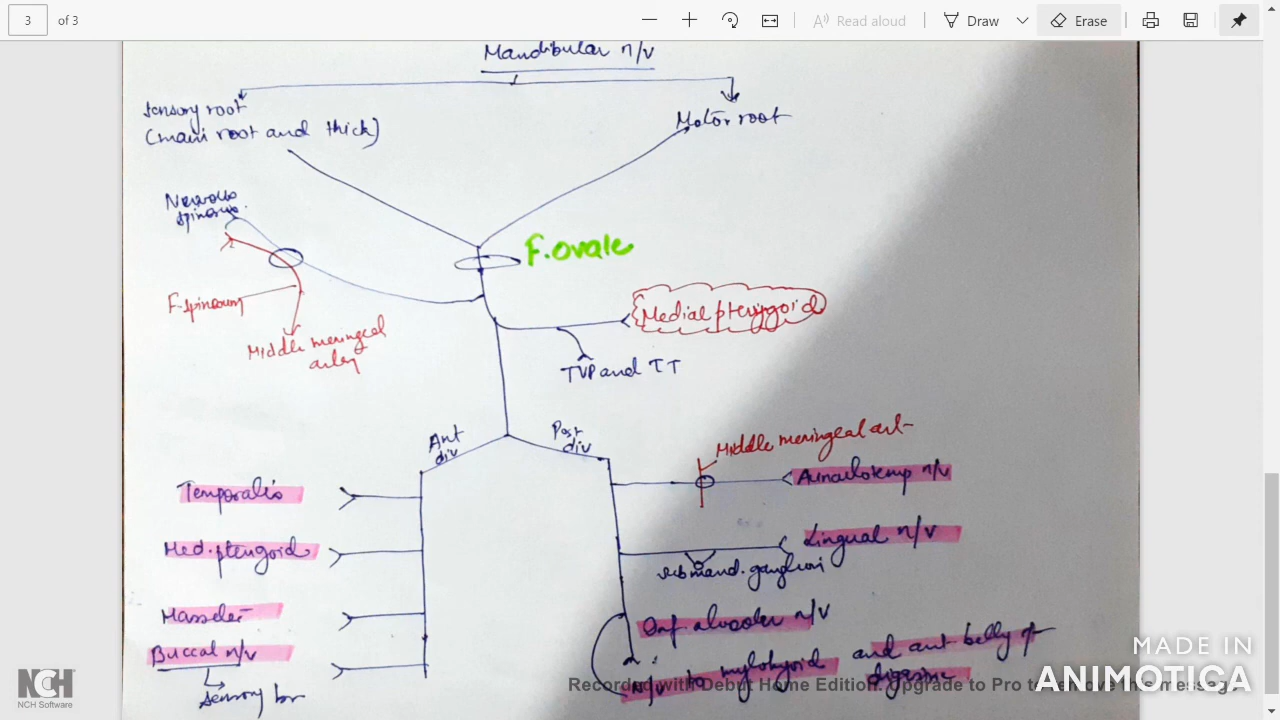 3 of 3
Read aloud
Draw
Erase
Mandibular n/v
Sensory root
(main root and thick)
Motor root
Nervous
spinosus
F. ovale
F. spinosum
Medial pterygoid
Middle meningeal
artery
TVP and TT
Ant
div
Post
div
Middle meningeal art
Temporalis
Auriculotemp n/v
Med. pterygoid
Lingual n/v
submand. ganglion
Masseter
Inf alveolar n/v
Buccal n/v
N/v to mylohyoid and ant belly of
digastric
sensory br
MADE IN
ANIMOTICA
NCH
NCH Software
Recorded with Debut Home Edition. Upgrade to Pro to remove this message